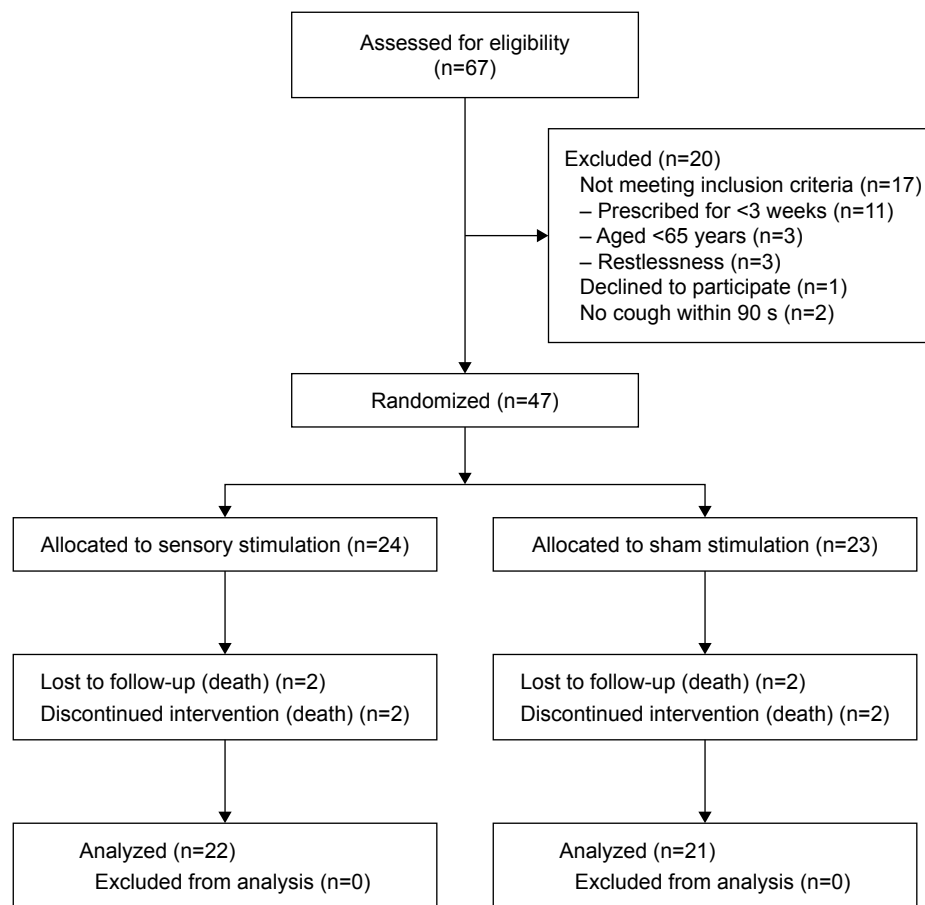 Assessed for eligibility
(n=67)
Excluded (n=20)
Not meeting inclusion criteria (n=17)
– Prescribed for <3 weeks (n=11)
– Aged <65 years (n=3)
– Restlessness (n=3)
Declined to participate (n=1)
No cough within 90 s (n=2)
Randomized (n=47)
Allocated to sensory stimulation (n=24)
Allocated to sham stimulation (n=23)
Lost to follow-up (death) (n=2)
Discontinued intervention (death) (n=2)
Lost to follow-up (death) (n=2)
Discontinued intervention (death) (n=2)
Analyzed (n=22)
Excluded from analysis (n=0)
Analyzed (n=21)
Excluded from analysis (n=0)